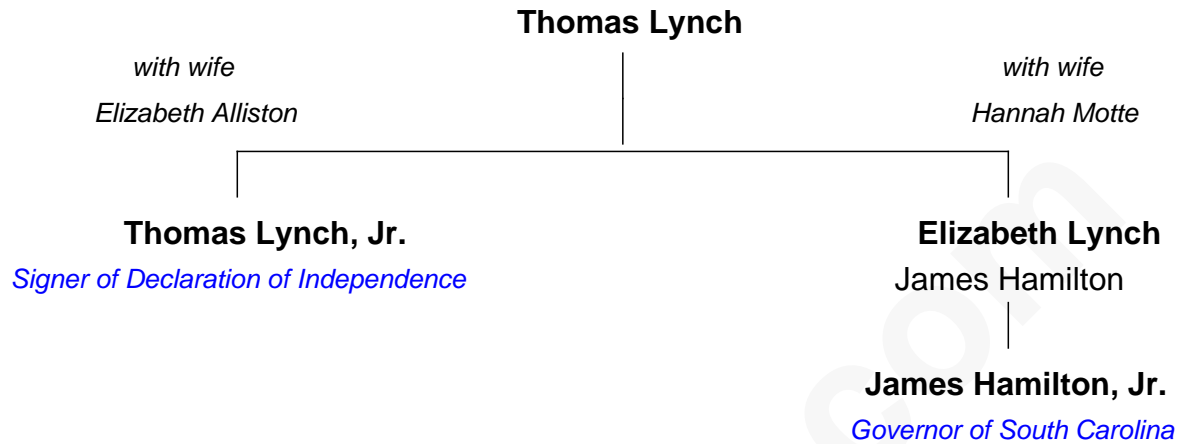 Thomas Lynch
with wife
Elizabeth Alliston
with wife
Hannah Motte
Thomas Lynch, Jr.
Signer of Declaration of Independence
Elizabeth Lynch
James Hamilton
James Hamilton, Jr.
Governor of South Carolina
com